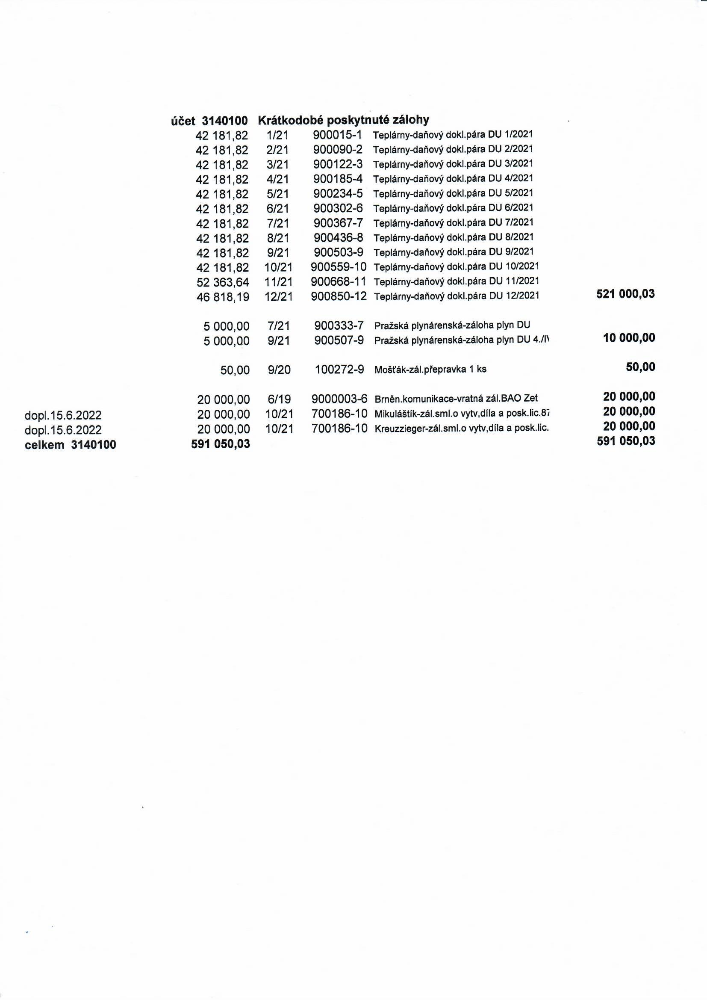 účet 3140100 Krátkodobé poskytnuté zálohy
42 181,82 1/21 900015-1 Teplárny-daňový dokl.pára DU 1/2021
42 181,82 2/21 900090-2 Teplárny-daňový dokl.pára DU 2/2021
42 181,82 3/21 900122-3 Teplárny-daňový dokl.pára DU 3/2021
42 181,82 4/21 900185-4 Teplárny-daňový dokl.pára DU 4/2021
42 181,82 5/21 900234-5 Teplárny-daňový dokl.pára DU 5/2021
42 181,82 6/21 900302-6 Teplárny-daňový dokl.pára DU 6/2021
42 181,82 7/21 900367-7 Teplárny-daňový dokl.pára DU 7/2021
42 181,82 8/21 900436-8 Teplárny-daňový dokl.pára DU 8/2021
42 181,82 9/21 900503-9 Teplárny-daňový dokl.pára DU 9/2021
42 181,82 10/21 900559-10 Teplárny-daňový dokl.pára DU 10/2021
52 363,64 11/21 900668-11 Teplárny-daňový dokl.pára DU 11/2021
46 818,19 12/21 900850-12 Teplárny-daňový dokl.pára DU 12/2021 521 000,03
5 000,00 7/21 900333-7 Pražská plynárenská-záloha plyn DU
5 000,00 9/21 900507-9 Pražská plynárenská-záloha plyn DU 10 000,00
50,00 9/20 100272-9 Mošťák-zál.přepravka 1 ks 50,00
20 000,00 6/19 9000003-6 Brněn.komunikace-vratná zál.BAO Zet 20 000,00
dopl.15.6.2022 20 000,00 10/21 700186-10 Mikuláštík-zál.sml.o vytv,díla a posk.lic.87 20 000,00
dopl.15.6.2022 20 000,00 10/21 700186-10 Kreuzzieger-zál.sml.o vytv,díla a posk.lic. 20 000,00
celkem 3140100 591 050,03 591 050,03